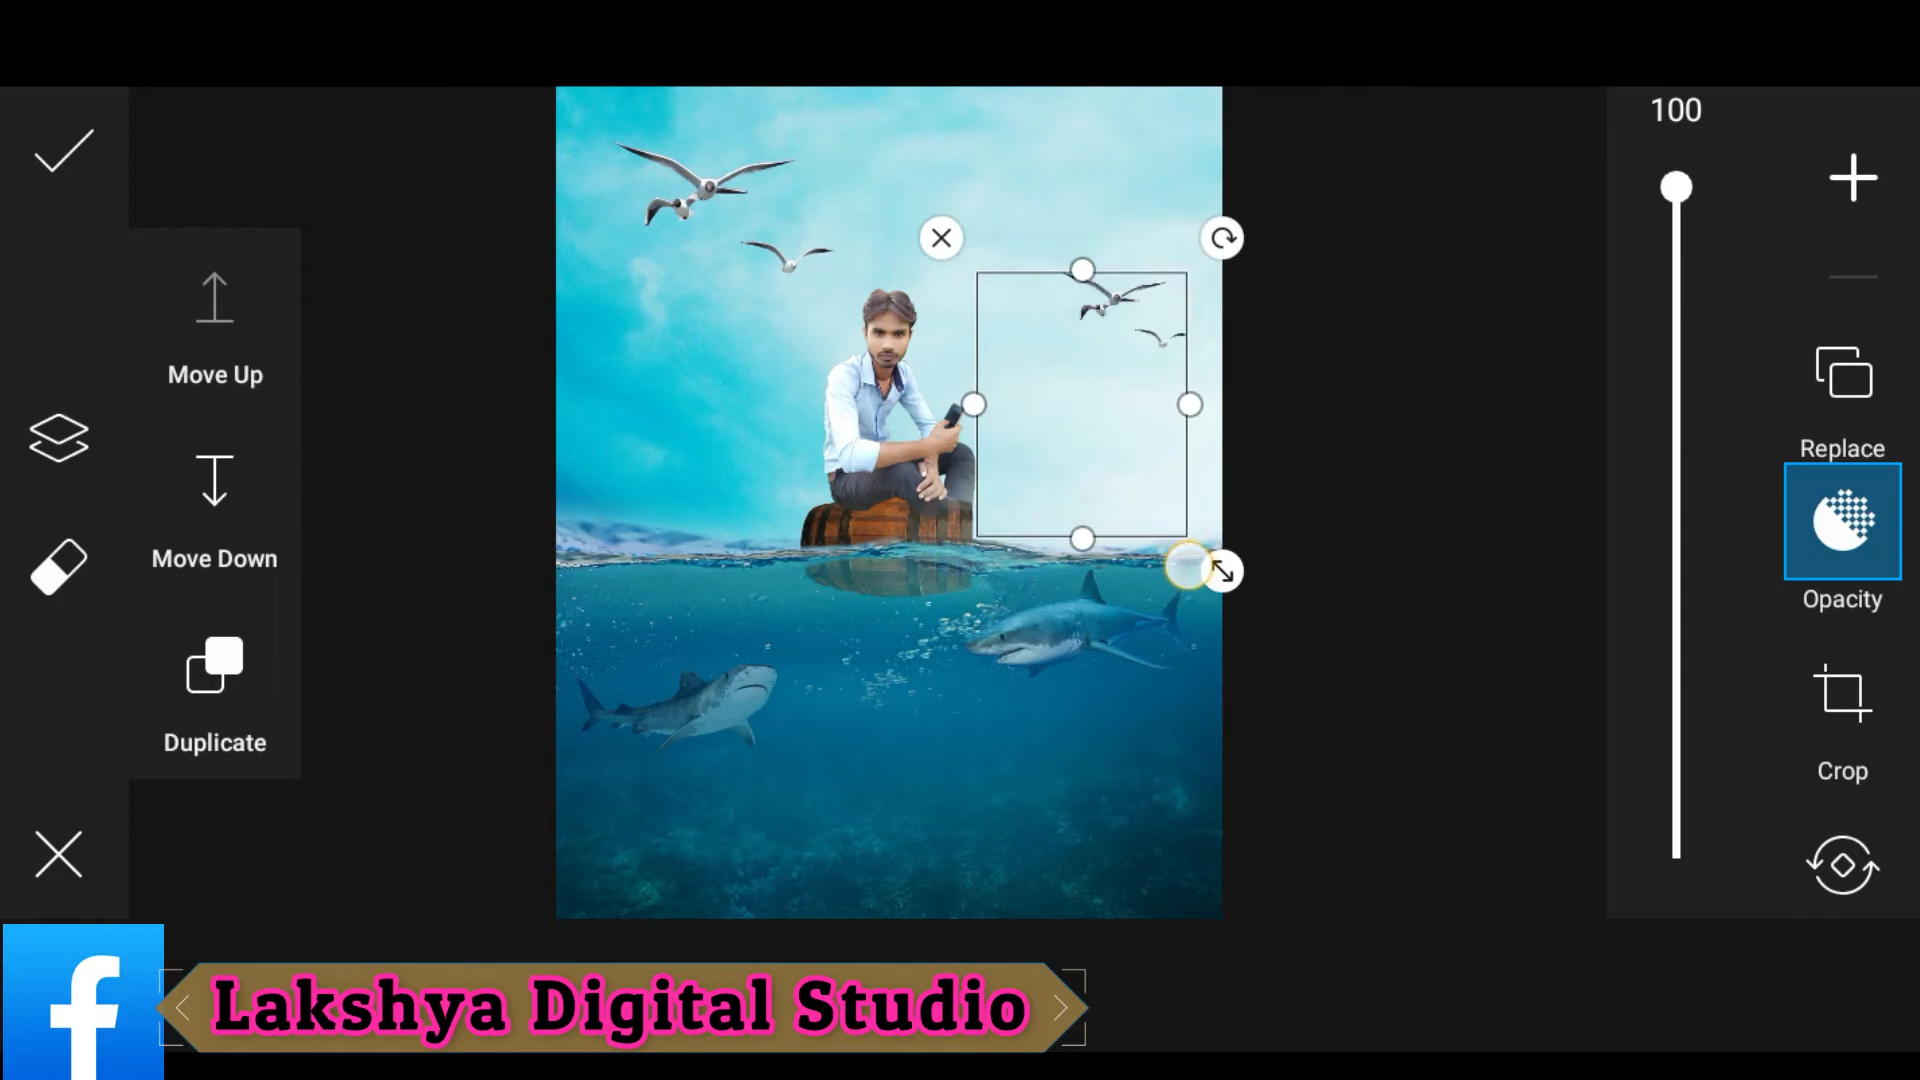 100
Move Up
Replace
Move Down
Opacity
Duplicate
Crop
f
Lakshya Digital Studio